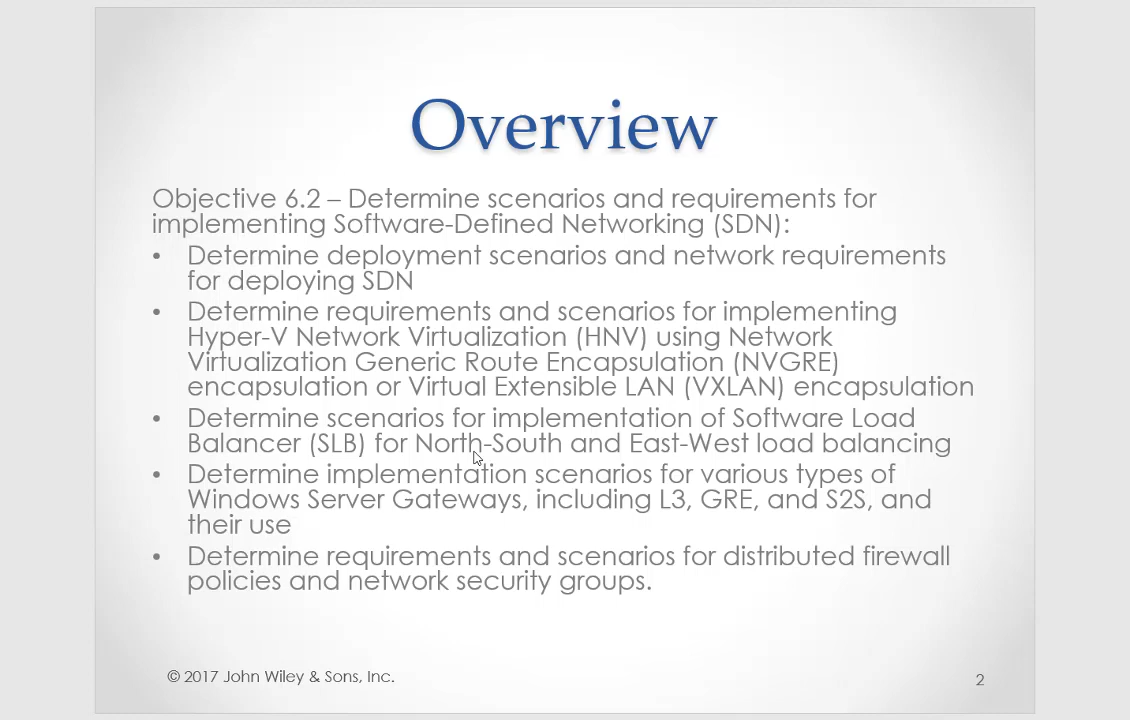 Overview
Objective 6.2 – Determine scenarios and requirements for
implementing Software-Defined Networking (SDN):
• Determine deployment scenarios and network requirements
for deploying SDN
• Determine requirements and scenarios for implementing
Hyper-V Network Virtualization (HNV) using Network
Virtualization Generic Route Encapsulation (NVGRE)
encapsulation or Virtual Extensible LAN (VXLAN) encapsulation
• Determine scenarios for implementation of Software Load
Balancer (SLB) for North-South and East-West load balancing
• Determine implementation scenarios for various types of
Windows Server Gateways, including L3, GRE, and S2S, and
their use
• Determine requirements and scenarios for distributed firewall
policies and network security groups.
© 2017 John Wiley & Sons, Inc.
2